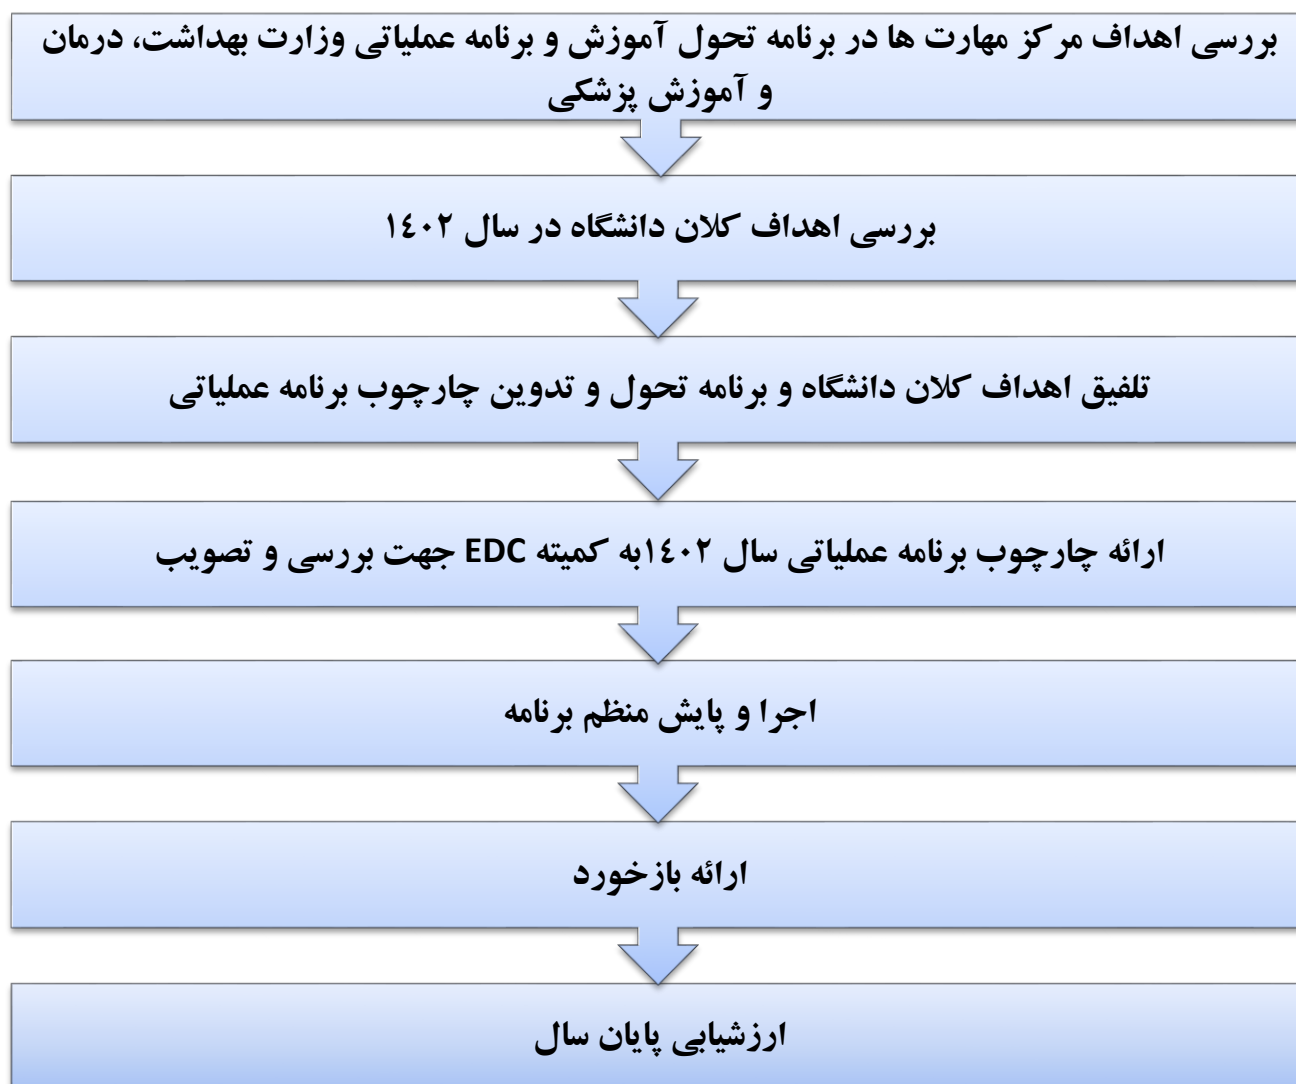 بررسی اهداف مرکز مهارت ها در برنامه تحول آموزش و برنامه عملیاتی وزارت بهداشت، درمان
و آموزش پزشکی
بررسی اهداف کلان دانشگاه در سال ١٤٠٢
تلفیق اهداف کلان دانشگاه و برنامه تحول و تدوین چارچوب برنامه عملیاتی
ارائه چارچوب برنامه عملیاتی سال ١٤٠٢به کمیته EDC جهت بررسی و تصویب
اجرا و پایش منظم برنامه
ارائه بازخورد
ارزشیابی پایان سال